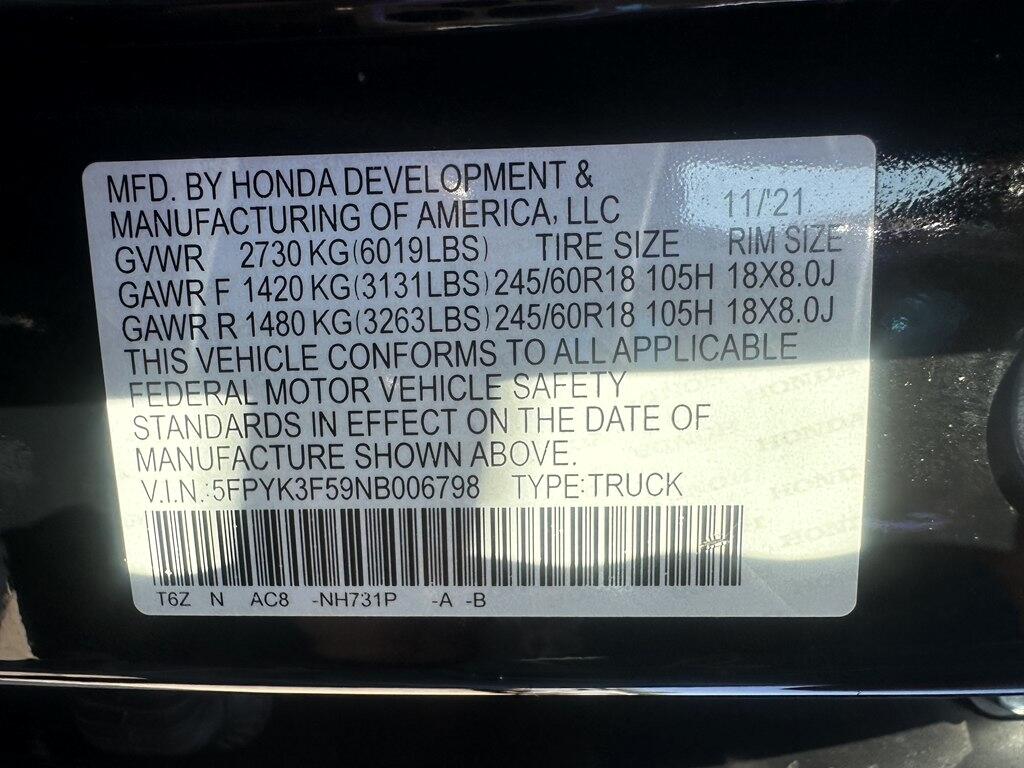 MFD. BY HONDA DEVELOPMENT &
MANUFACTURING OF AMERICA, LLC 11/'21
GVWR 2730 KG(6019LBS) TIRE SIZE RIM SIZE
GAWR F 1420 KG(3131LBS) 245/60R18 105H 18X8.0J
GAWR R 1480 KG(3263LBS) 245/60R18 105H 18X8.0J
THIS VEHICLE CONFORMS TO ALL APPLICABLE
FEDERAL MOTOR VEHICLE SAFETY
STANDARDS IN EFFECT ON THE DATE OF
MANUFACTURE SHOWN ABOVE.
V.I.N.:5FPYK3F59NB006798 TYPE:TRUCK
T6Z N AC8 -NH731P -A -B
HONDA
HONDA
HONDA